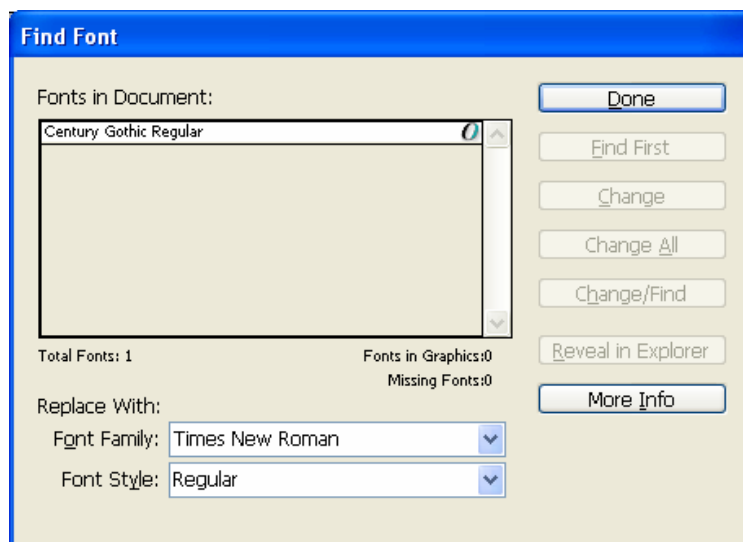 Find Font
Fonts in Document:
Century Gothic Regular
Total Fonts: 1
Fonts in Graphics:0
Missing Fonts:0
Replace With:
Font Family: Times New Roman
Font Style: Regular
Done
Find First
Change
Change All
Change/Find
Reveal in Explorer
More Info